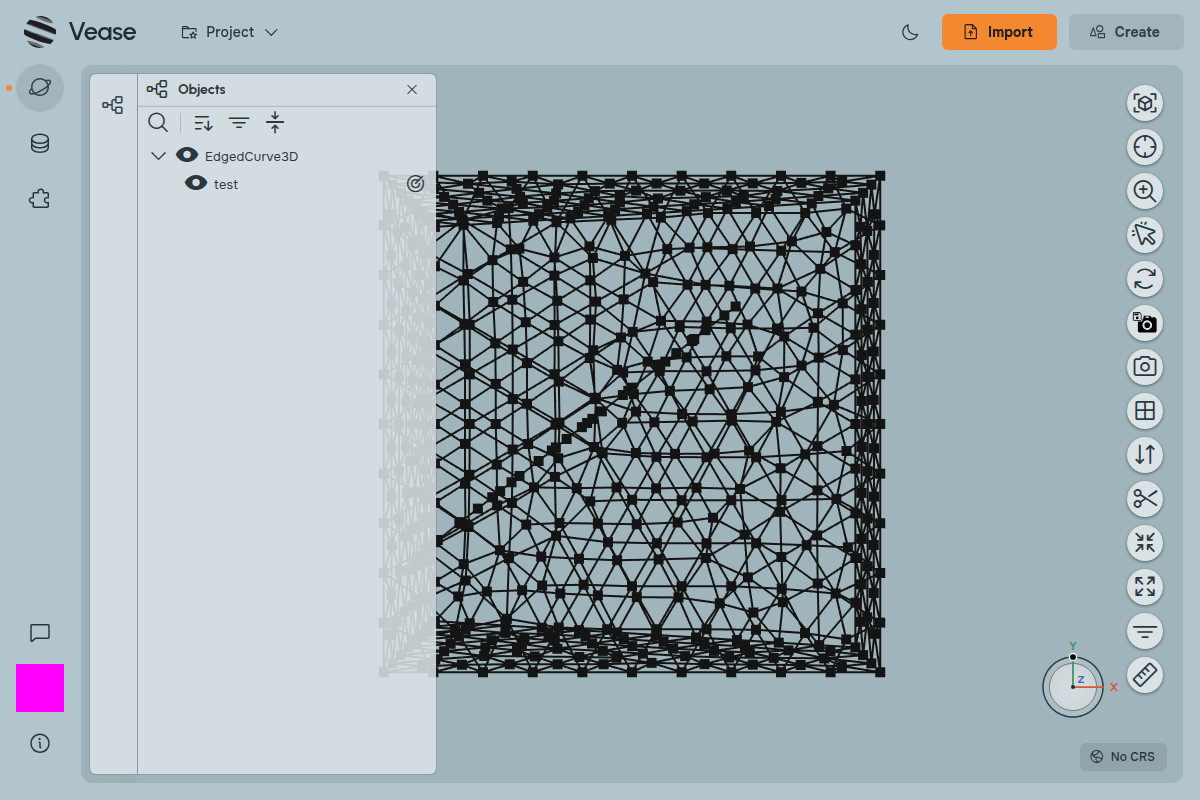 Vease
Project
Import
Create
Objects
EdgedCurve3D
test
Y
Z
X
No CRS